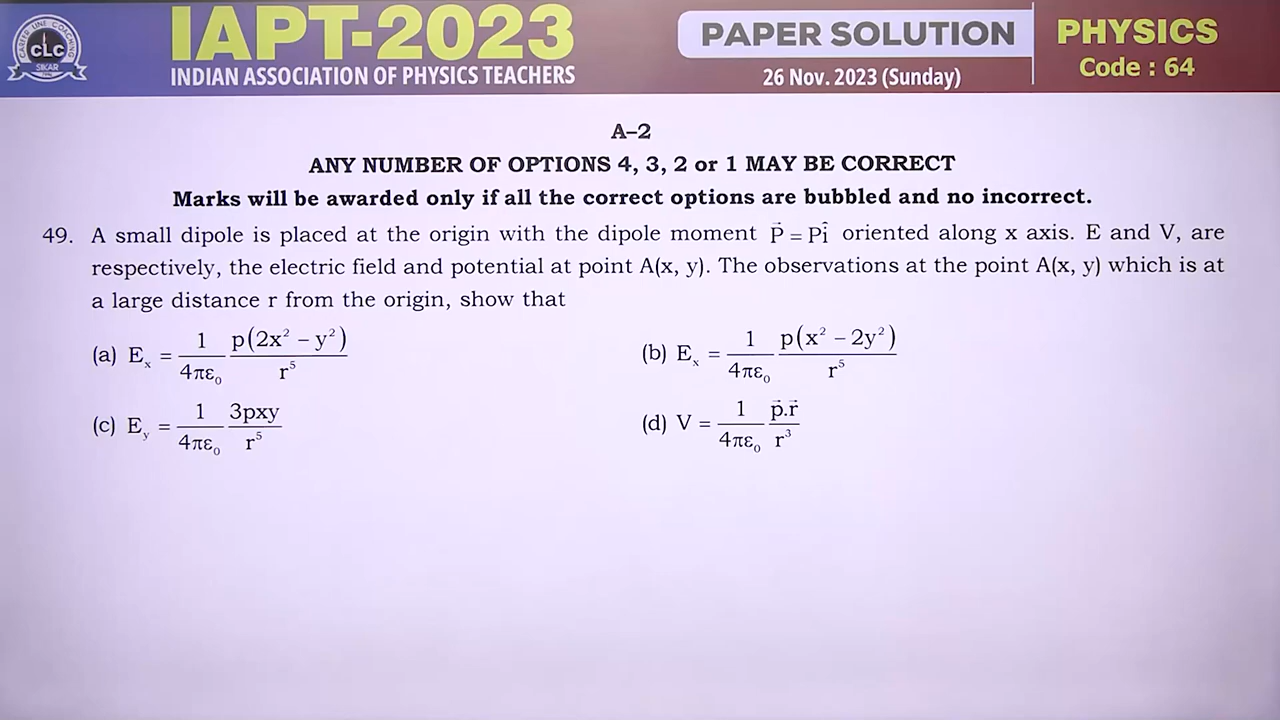 CAREER LINE COACHING
CLC
SIKAR
IAPT-2023
INDIAN ASSOCIATION OF PHYSICS TEACHERS
PAPER SOLUTION
26 Nov. 2023 (Sunday)
PHYSICS
Code : 64
A–2
ANY NUMBER OF OPTIONS 4, 3, 2 or 1 MAY BE CORRECT
Marks will be awarded only if all the correct options are bubbled and no incorrect.
49. A small dipole is placed at the origin with the dipole moment P⃗ = Pî oriented along x axis. E and V, are
respectively, the electric field and potential at point A(x, y). The observations at the point A(x, y) which is at
a large distance r from the origin, show that
(a) Eₓ = 1/4πε₀ p(2x² – y²)/r⁵
(b) Eₓ = 1/4πε₀ p(x² – 2y²)/r⁵
(c) E_y = 1/4πε₀ 3pxy/r⁵
(d) V = 1/4πε₀ p⃗.r⃗/r³